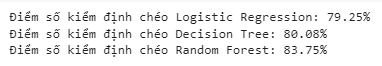 Điểm số kiểm định chéo Logistic Regression: 79.25%
Điểm số kiểm định chéo Decision Tree: 80.08%
Điểm số kiểm định chéo Random Forest: 83.75%